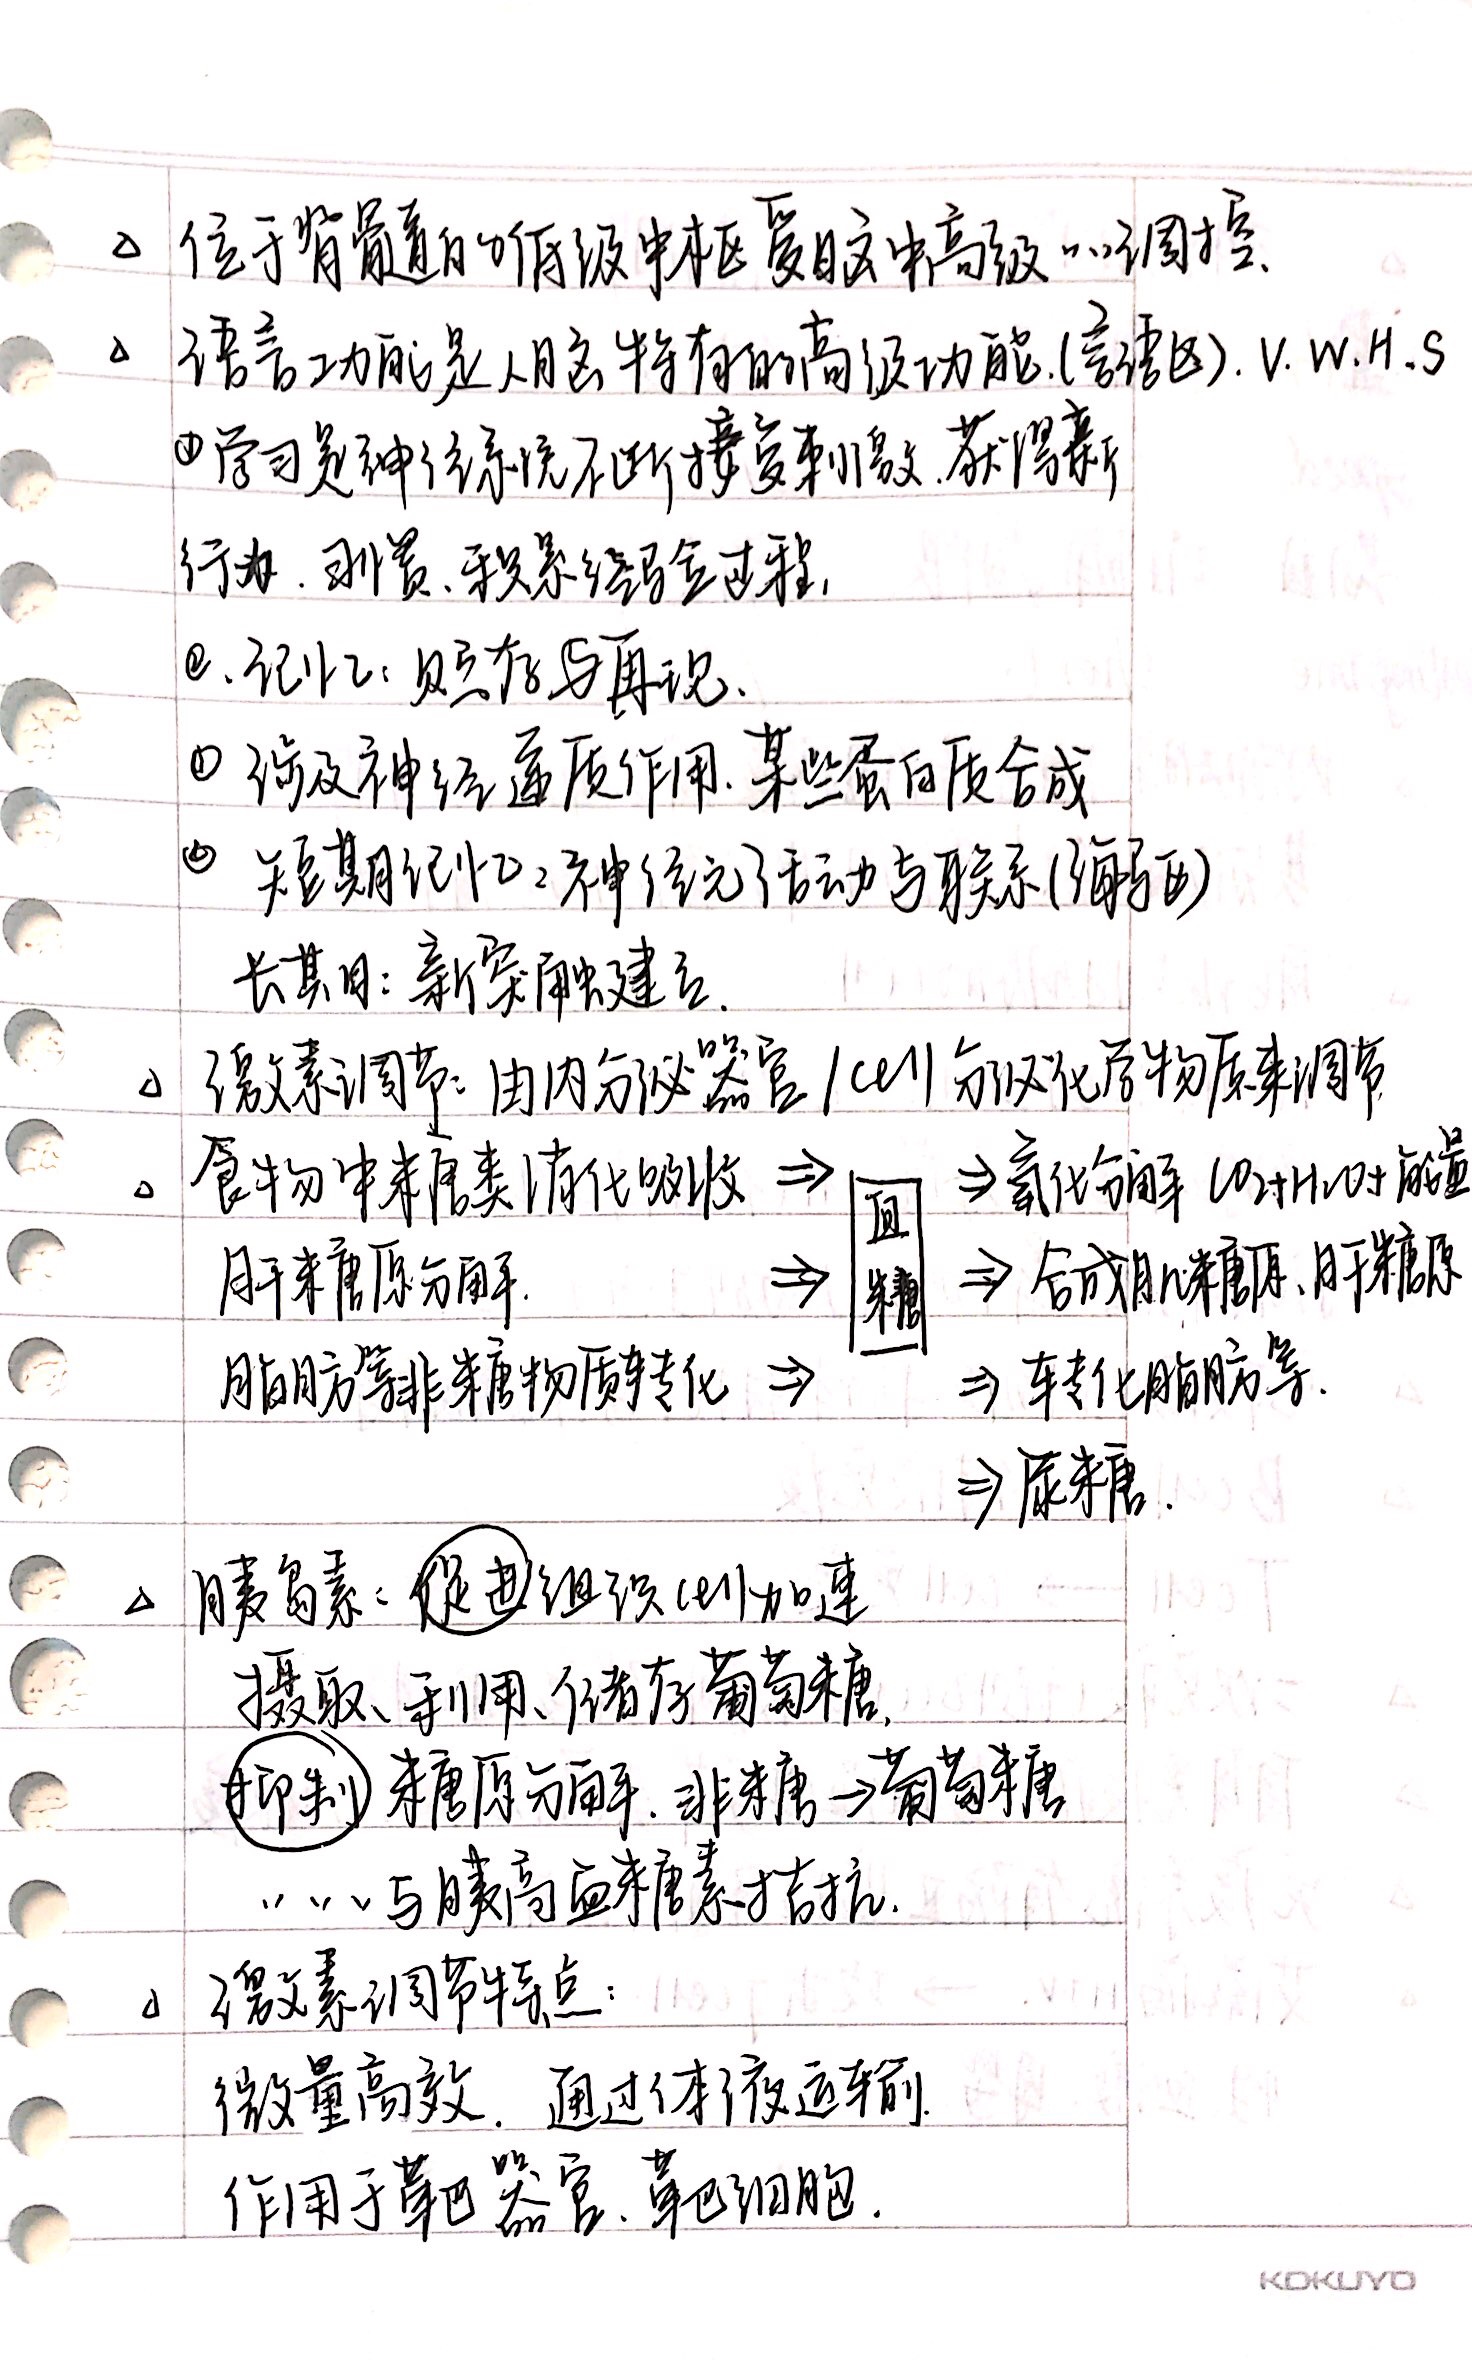 △ 位于脊髓的低级中枢受脑中高级……调控、
△ 语言功能是人脑特有的高级功能.(言语区). V. W. H. S
① 学习是神经系统不断接受刺激.获得新
行为.习惯、积累经验过程,
②、记忆:贮存与再现、
① 涉及神经递质作用、某些蛋白质合成
② 短期记忆:神经元活动与联系(海马区)
长期:新突触建立.
△ 激素调节:由内分泌器官/cell分泌化学物质来调节
△ 食物中糖类消化吸收 ⇒ 血糖 ⇒ 氧化分解 CO2+H2O+能量
肝糖原分解. ⇒ ⇒ 合成肌糖原、肝糖原
脂肪等非糖物质转化 ⇒ ⇒ 转化脂肪等.
⇒ 尿糖.
△ 胰岛素:促进组织cell加速
摄取、利用、储存葡萄糖,
抑制糖原分解.非糖→葡萄糖
……与胰高血糖素拮抗.
△ 激素调节特点:
微量高效. 通过体液运输.
作用于靶器官、靶细胞.
KOKUYO